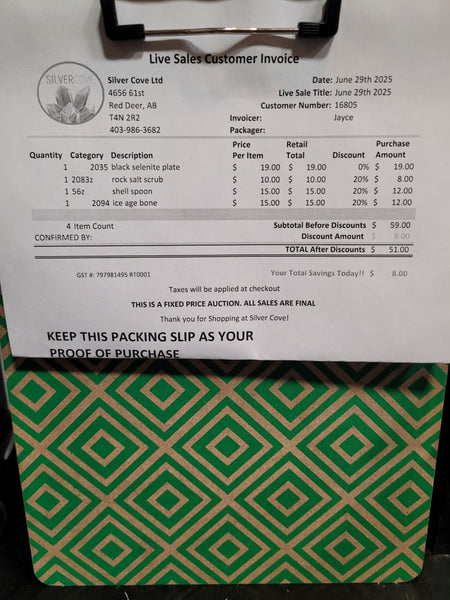 Live Sales Customer Invoice
SILVERCOVE
Silver Cove Ltd
4656 61st
Red Deer, AB
T4N 2R2
403-986-3682
Date: June 29th 2025
Live Sale Title: June 29th 2025
Customer Number: 16805
Invoicer: Jayce
Packager:
Quantity Category Description Price Per Item Retail Total Discount Purchase Amount
1 2035 black selenite plate $ 19.00 $ 19.00 0% $ 19.00
1 2083z rock salt scrub $ 10.00 $ 10.00 20% $ 8.00
1 56z shell spoon $ 15.00 $ 15.00 20% $ 12.00
1 2094 ice age bone $ 15.00 $ 15.00 20% $ 12.00
4 Item Count Subtotal Before Discounts $ 59.00
CONFIRMED BY: Discount Amount $ 8.00
TOTAL After Discounts $ 51.00
GST #: 797981495 RT0001 Your Total Savings Today!! $ 8.00
Taxes will be applied at checkout
THIS IS A FIXED PRICE AUCTION. ALL SALES ARE FINAL
Thank you for Shopping at Silver Cove!
KEEP THIS PACKING SLIP AS YOUR
PROOF OF PURCHASE